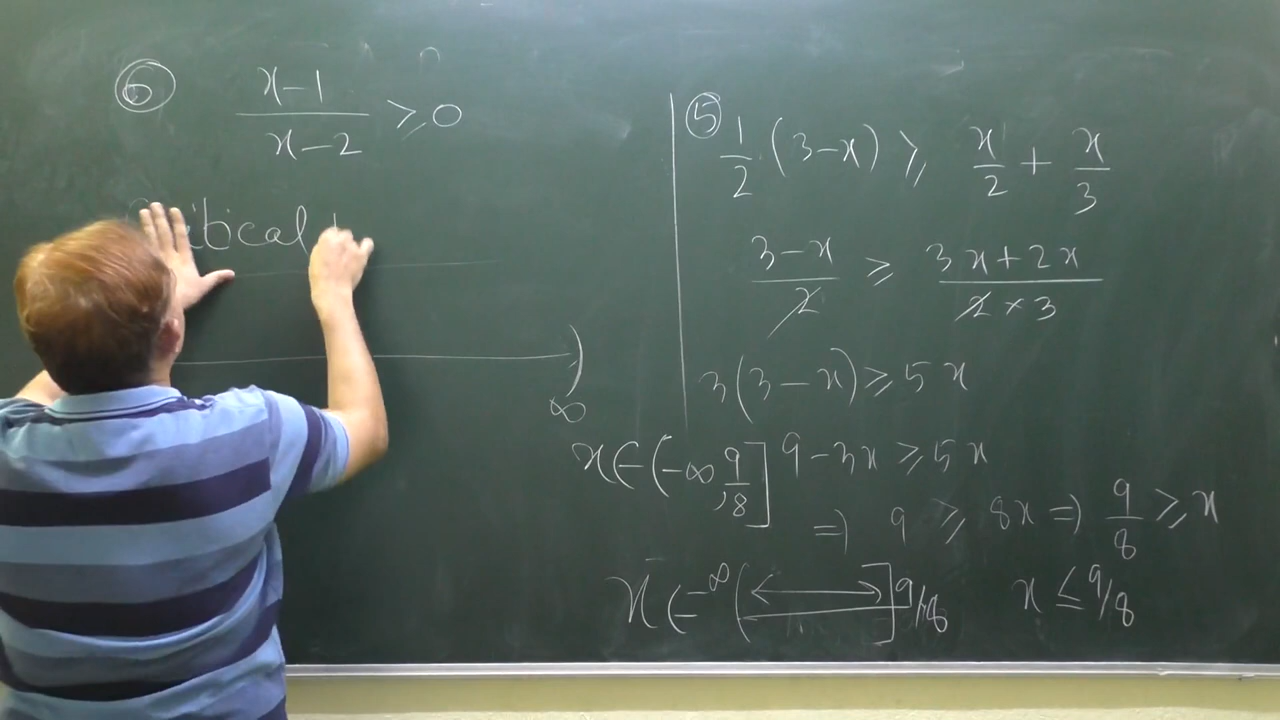 ⑥ x-1
x-2 ≥ 0
itical
∞
⑤ 1/2 · (3-x) ≥ x/2 + x/3
3-x / 2 ≥ 3x+2x / 2×3
3(3-x) ≥ 5x
x ∈ (-∞, 9/8] 9-3x ≥ 5x
⇒ 9 ≥ 8x ⇒ 9/8 ≥ x
x ∈ -∞ ( ] 9/8 x ≤ 9/8